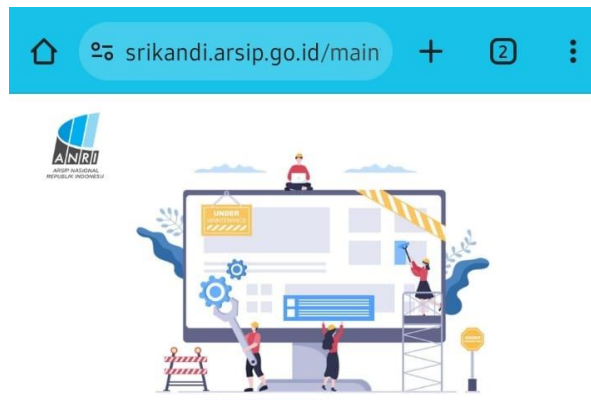 srikandi.arsip.go.id/main
2
ANRI
ARSIP NASIONAL
REPUBLIK INDONESIA
UNDER
MAINTENANCE